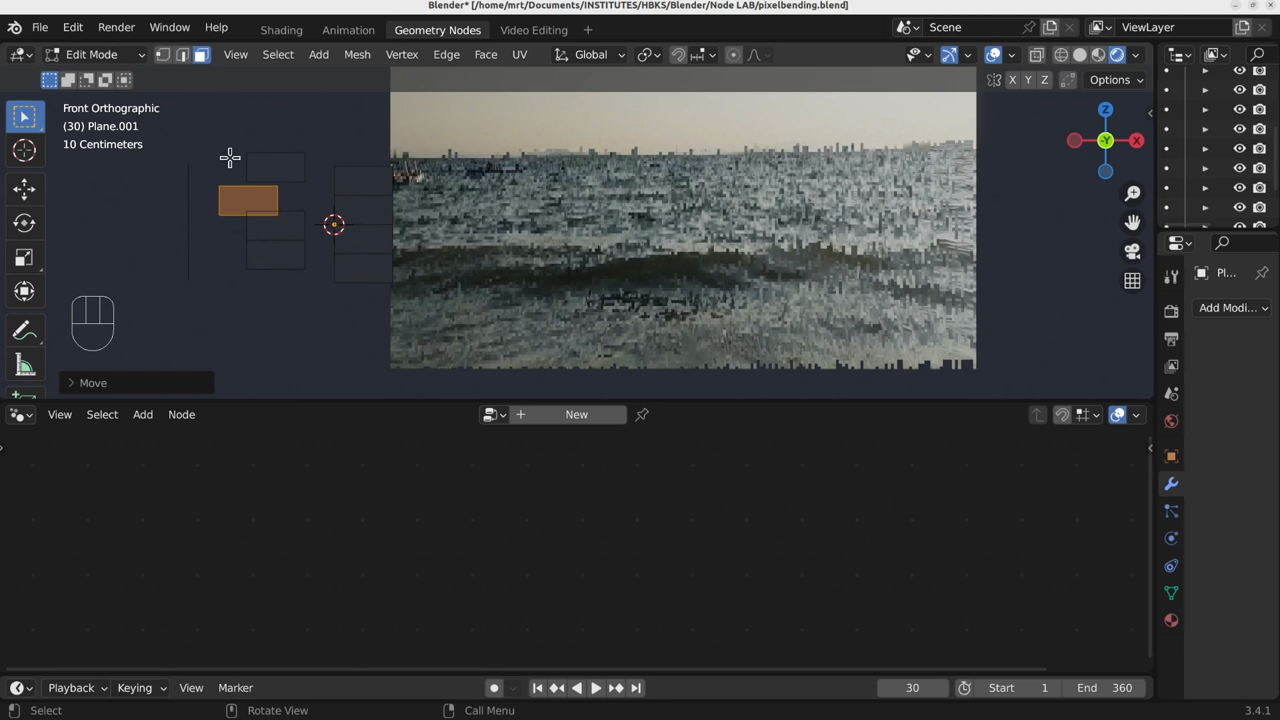 Blender* [/home/mrt/Documents/INSTITUTES/HBKS/Blender/Node LAB/pixelbending.blend]
File Edit Render Window Help Shading Animation Geometry Nodes Video Editing Scene ViewLayer
Edit Mode View Select Add Mesh Vertex Edge Face UV Global
X Y Z Options
Front Orthographic
(30) Plane.001
10 Centimeters
Z
-Y
X
Pl...
Add Modi...
Move
View Select Add Node New
Playback Keying View Marker 30 Start 1 End 360
Select Rotate View Call Menu 3.4.1